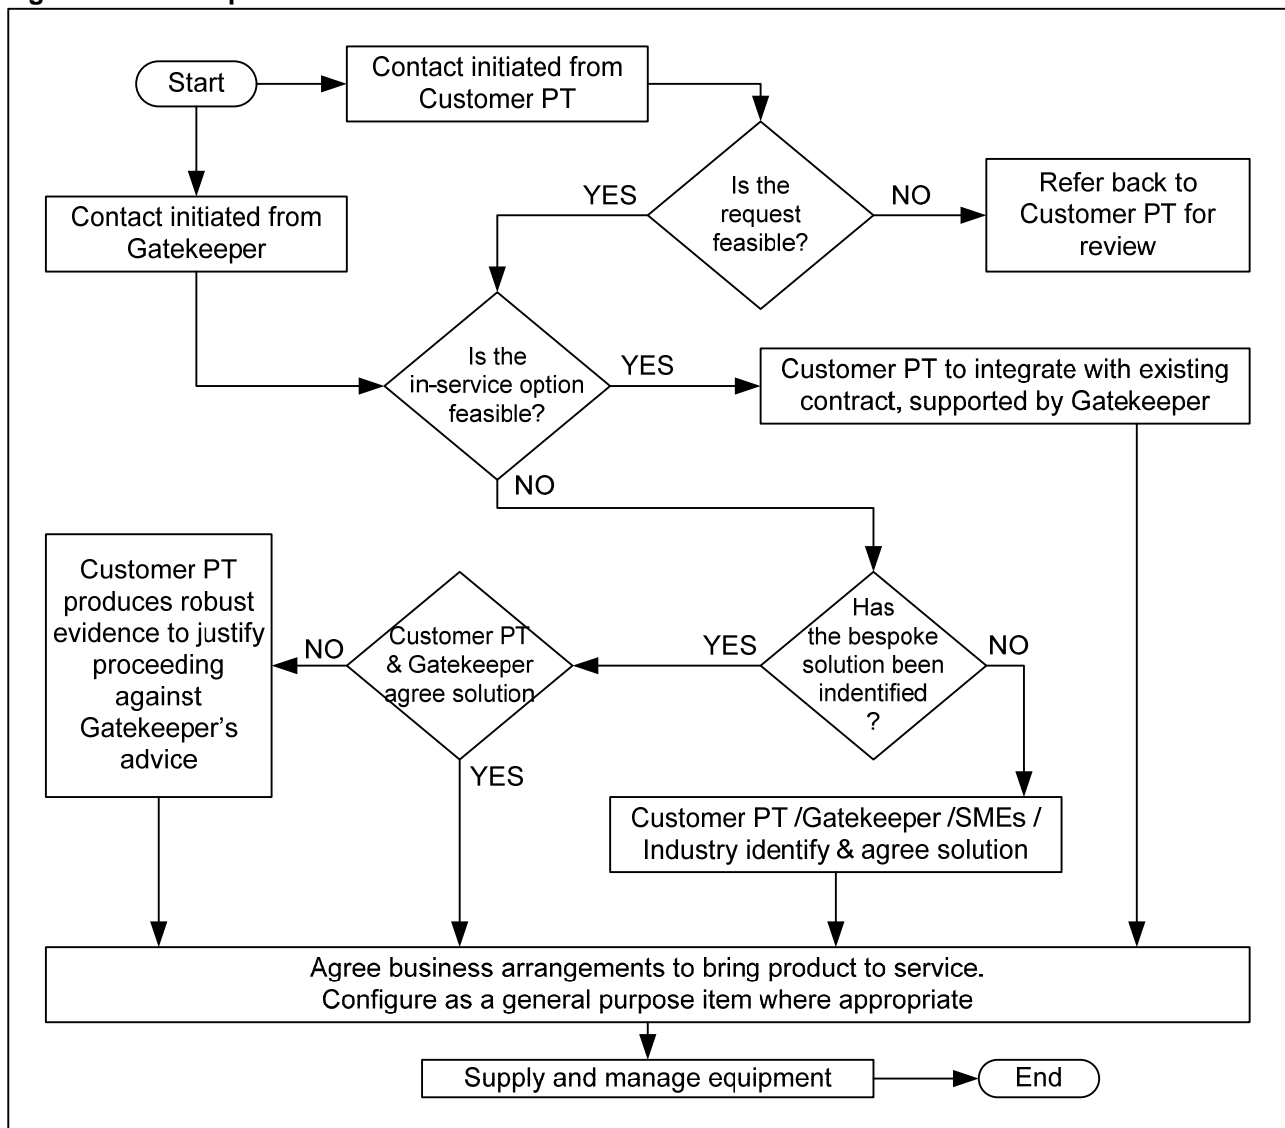 Start
Contact initiated from
Customer PT
Contact initiated from
Gatekeeper
YES
Is the
request
feasible?
NO
Refer back to
Customer PT for
review
Is the
in-service option
feasible?
YES
Customer PT to integrate with existing
contract, supported by Gatekeeper
NO
Customer PT
produces robust
evidence to justify
proceeding
against
Gatekeeper's
advice
NO
Customer PT
& Gatekeeper
agree solution
YES
YES
Has
the bespoke
solution been
indentified
?
NO
Customer PT /Gatekeeper /SMEs /
Industry identify & agree solution
Agree business arrangements to bring product to service.
Configure as a general purpose item where appropriate
Supply and manage equipment
End